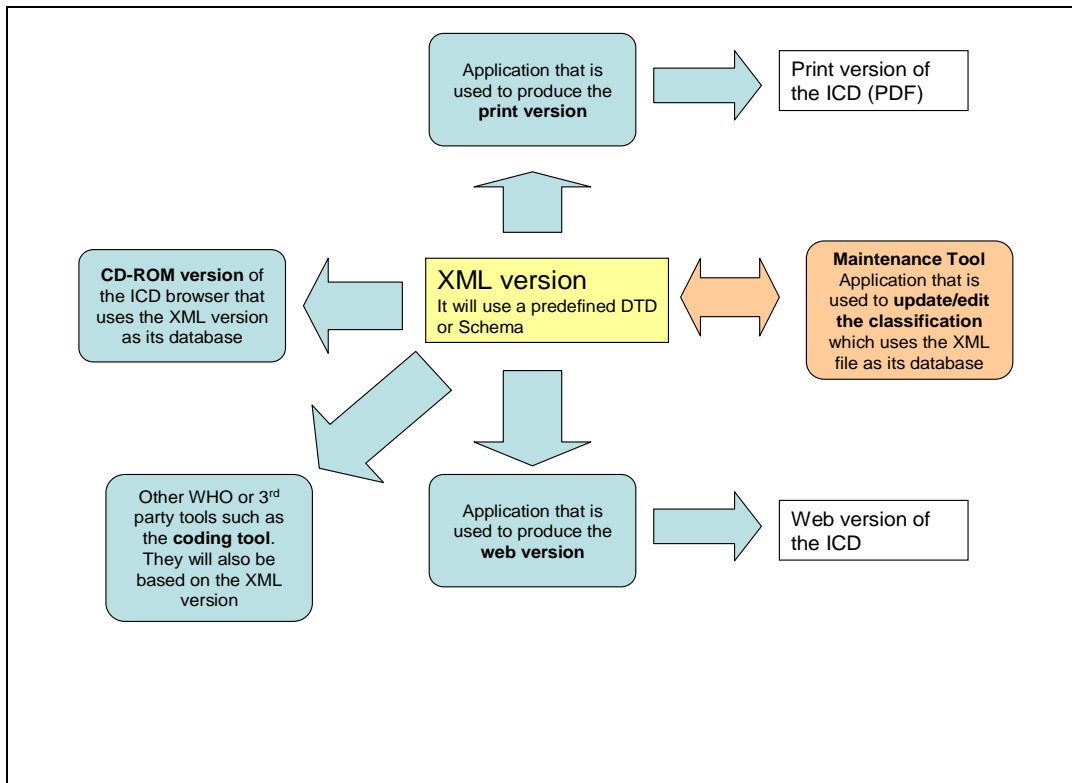 Application that is
used to produce the
print version
Print version of
the ICD (PDF)
CD-ROM version of
the ICD browser that
uses the XML version
as its database
XML version
It will use a predefined DTD
or Schema
Maintenance Tool
Application that is
used to update/edit
the classification
which uses the XML
file as its database
Other WHO or 3rd
party tools such as
the coding tool.
They will also be
based on the XML
version
Application that is
used to produce the
web version
Web version of
the ICD